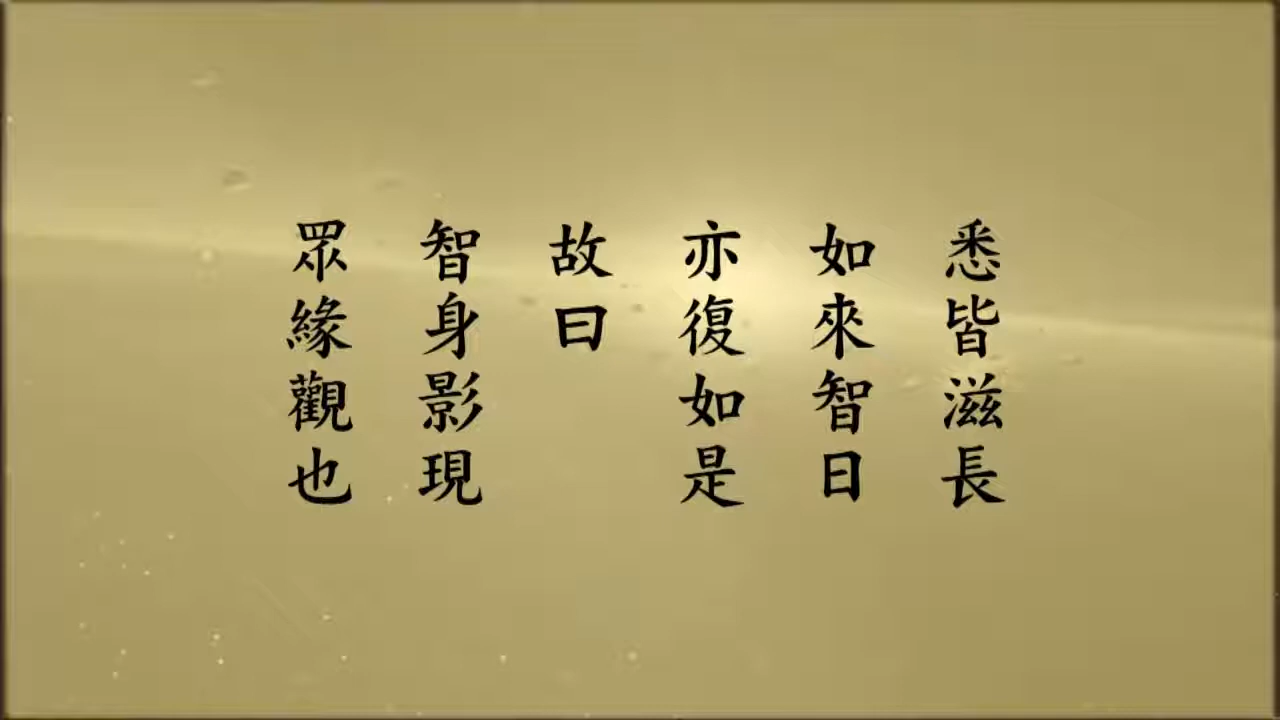 悉皆滋長
如來智日
亦復如是
故曰
智身影現
眾緣觀也